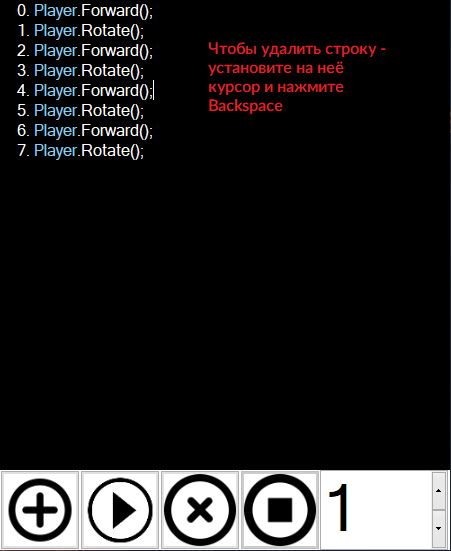 0. Player.Forward();
1. Player.Rotate();
2. Player.Forward();
3. Player.Rotate();
4. Player.Forward();
5. Player.Rotate();
6. Player.Forward();
7. Player.Rotate();
Чтобы удалить строку -
установите на неё
курсор и нажмите
Backspace
1